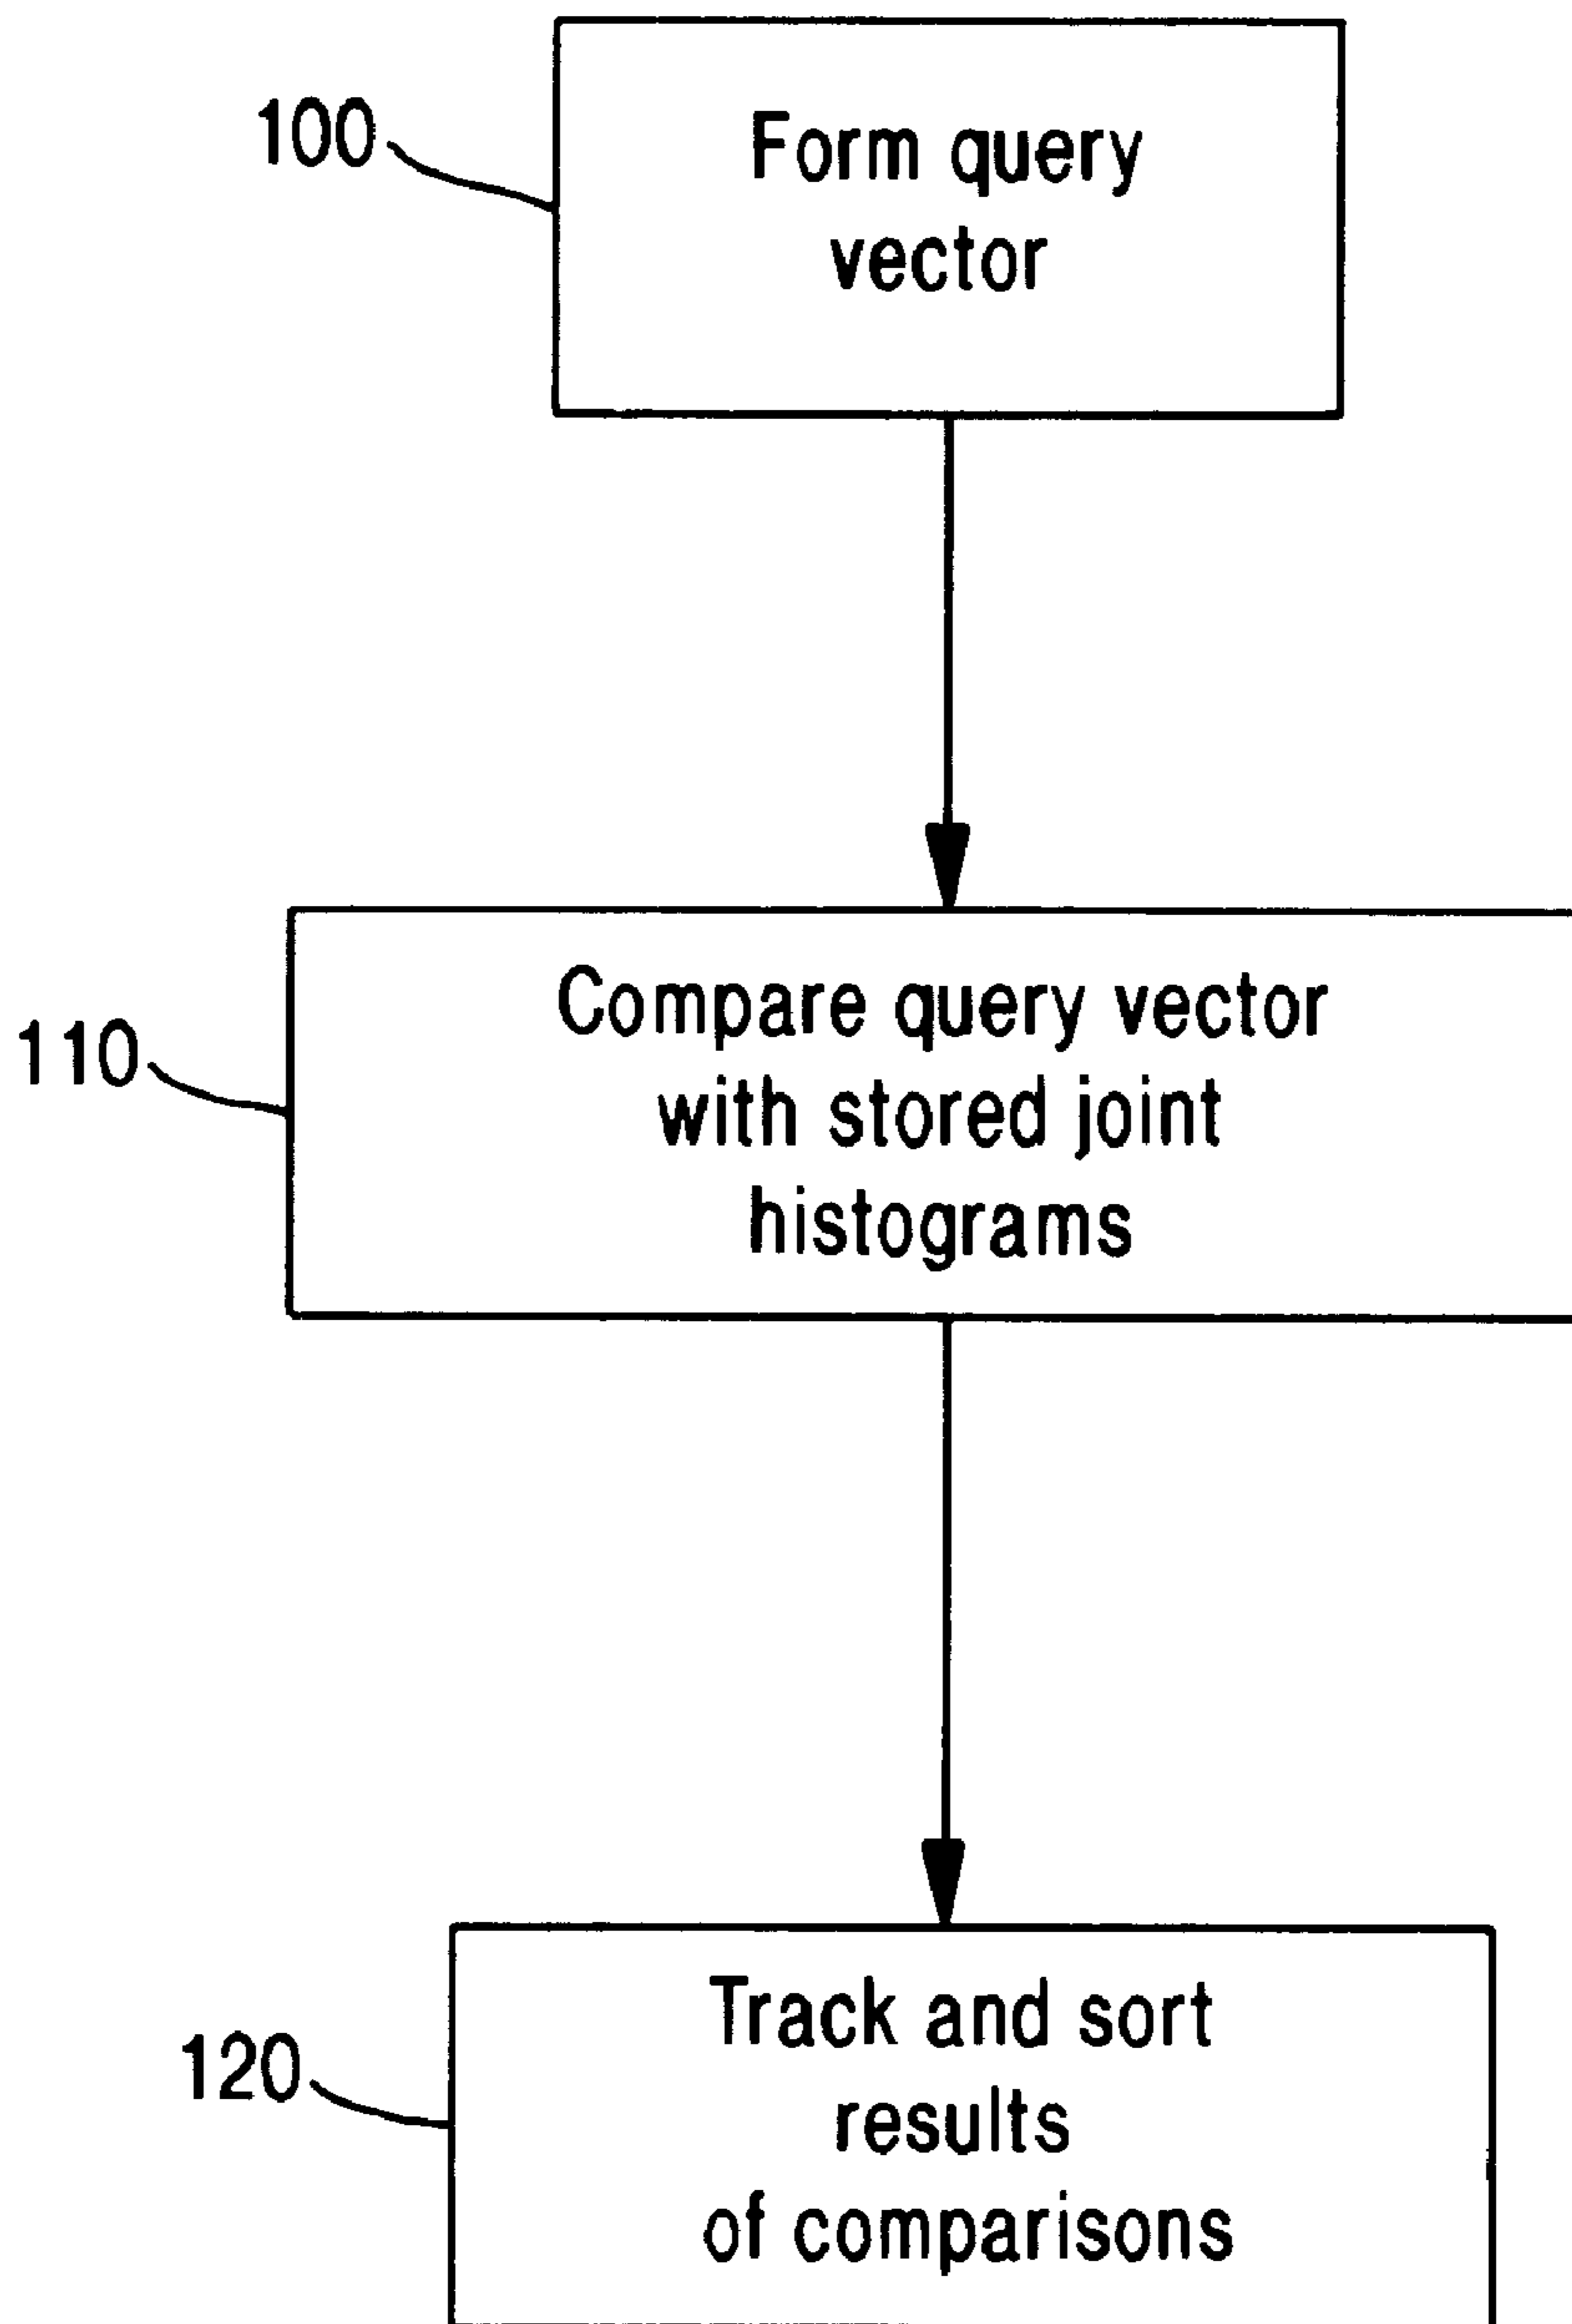 100
Form query
vector
110
Compare query vector
with stored joint
histograms
120
Track and sort
results
of comparisons